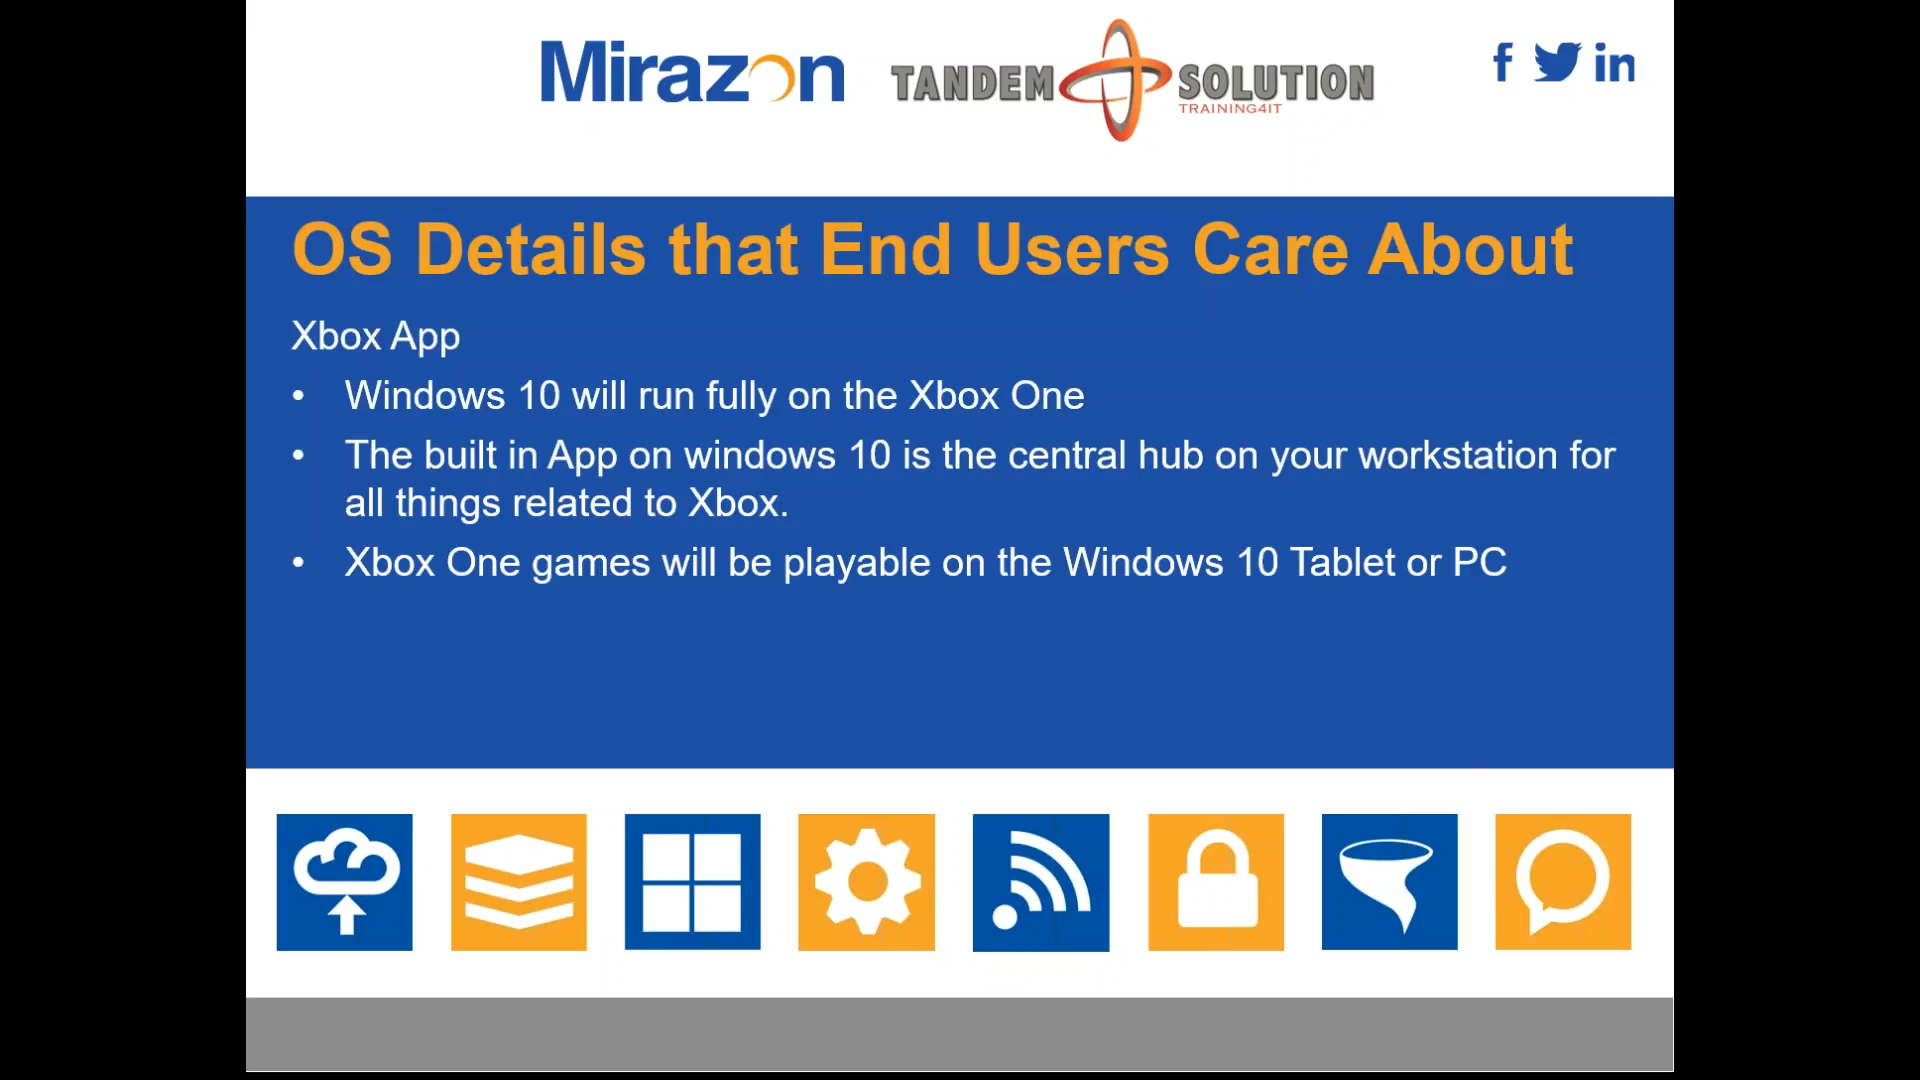 Mirazon
TANDEM SOLUTION
TRAINING4IT
f in
OS Details that End Users Care About
Xbox App
• Windows 10 will run fully on the Xbox One
• The built in App on windows 10 is the central hub on your workstation for
all things related to Xbox.
• Xbox One games will be playable on the Windows 10 Tablet or PC